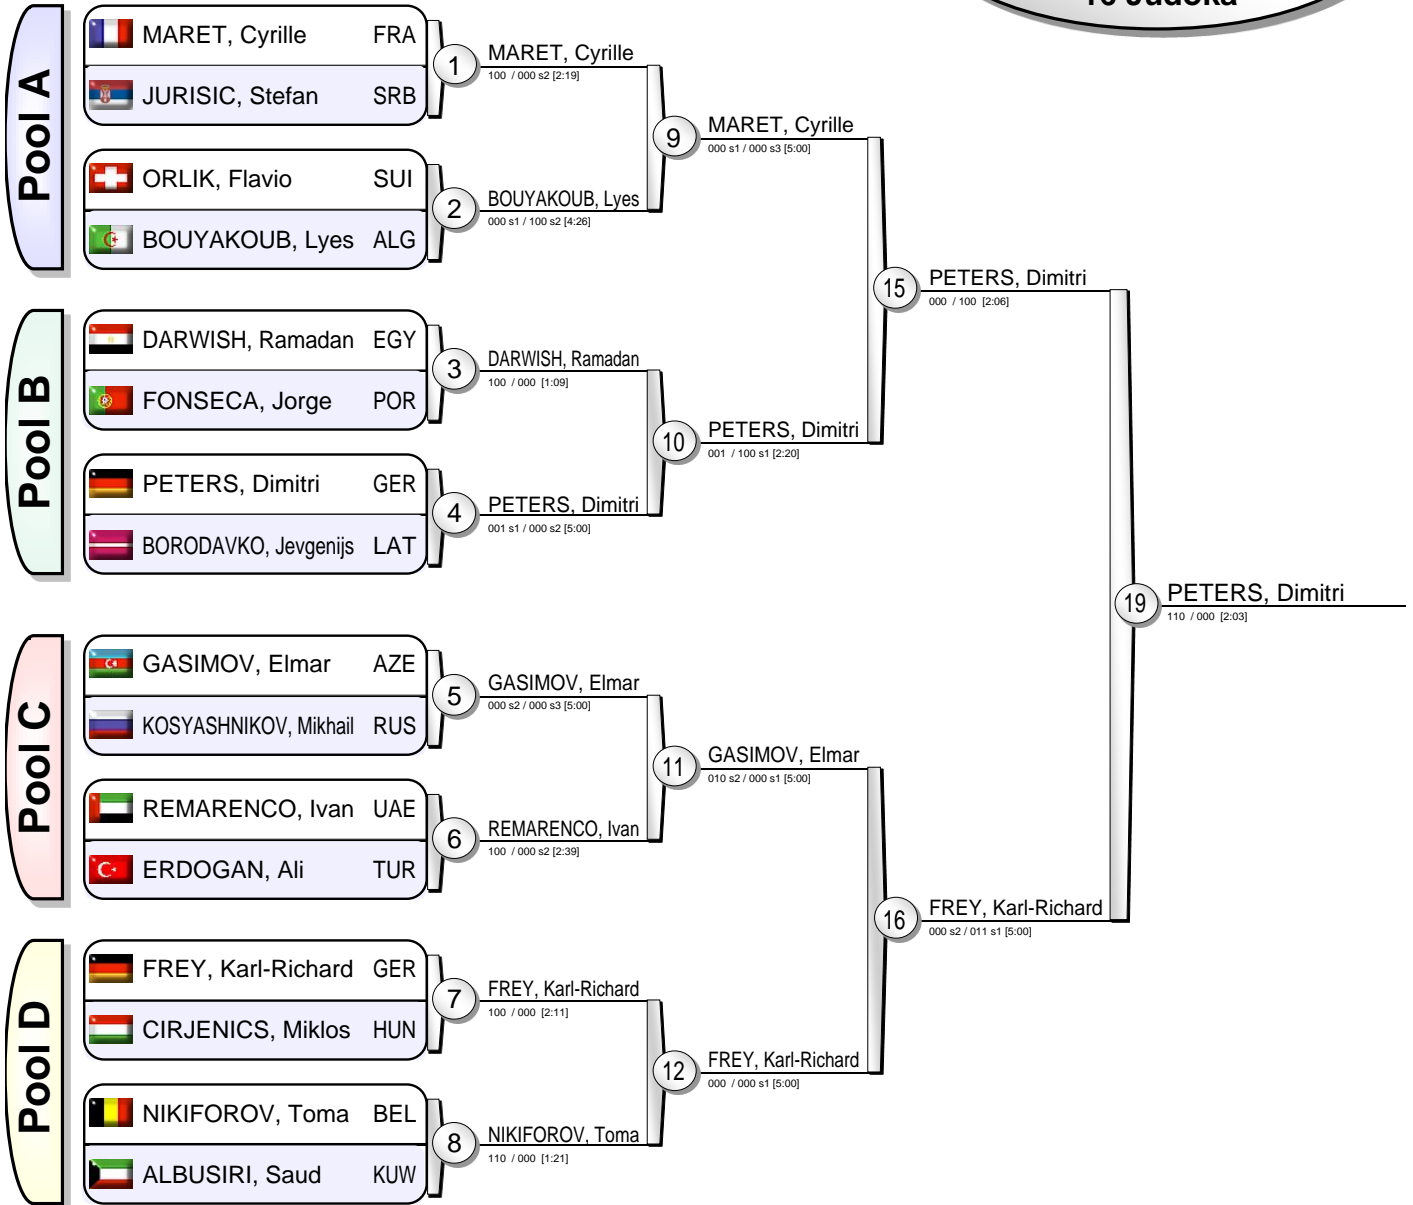 16 Judoka
Pool A
MARET, Cyrille FRA
JURISIC, Stefan SRB
ORLIK, Flavio SUI
BOUYAKOUB, Lyes ALG
Pool B
DARWISH, Ramadan EGY
FONSECA, Jorge POR
PETERS, Dimitri GER
BORODAVKO, Jevgenijs LAT
Pool C
GASIMOV, Elmar AZE
KOSYASHNIKOV, Mikhail RUS
REMARENCO, Ivan UAE
ERDOGAN, Ali TUR
Pool D
FREY, Karl-Richard GER
CIRJENICS, Miklos HUN
NIKIFOROV, Toma BEL
ALBUSIRI, Saud KUW
1
MARET, Cyrille
100 / 000 s2 [2:19]
2
BOUYAKOUB, Lyes
000 s1 / 100 s2 [4:26]
3
DARWISH, Ramadan
100 / 000 [1:09]
4
PETERS, Dimitri
001 s1 / 000 s2 [5:00]
5
GASIMOV, Elmar
000 s2 / 000 s3 [5:00]
6
REMARENCO, Ivan
100 / 000 s2 [2:39]
7
FREY, Karl-Richard
100 / 000 [2:11]
8
NIKIFOROV, Toma
110 / 000 [1:21]
9
MARET, Cyrille
000 s1 / 000 s3 [5:00]
10
PETERS, Dimitri
001 / 100 s1 [2:20]
11
GASIMOV, Elmar
010 s2 / 000 s1 [5:00]
12
FREY, Karl-Richard
000 / 000 s1 [5:00]
15
PETERS, Dimitri
000 / 100 [2:06]
16
FREY, Karl-Richard
000 s2 / 011 s1 [5:00]
19
PETERS, Dimitri
110 / 000 [2:03]